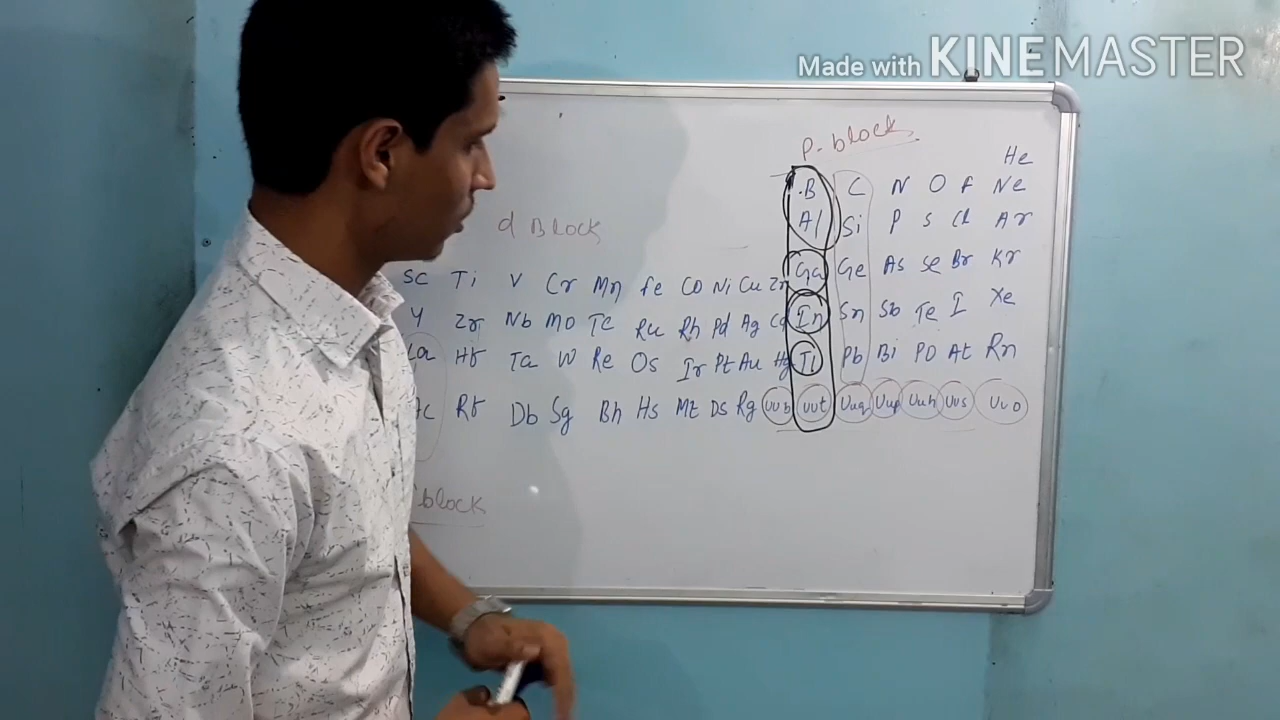 Made with KINEMASTER
P-block
He
B C N O F Ne
d Block
Al Si P S Cl Ar
Sc Ti V Cr Mn Fe CO Ni Cu Zn Ga Ge As Se Br Kr
Y Zr Nb MO TC Ru Rh Pd Ag Cd In Sn Sb Te I Xe
La Hf Ta W Re Os Ir Pt Au Hg Tl Pb Bi PO At Rn
Ac Rf Db Sg Bh Hs Mt DS Rg UUb UUt Uuq Uup Uuh UUs UUO
block